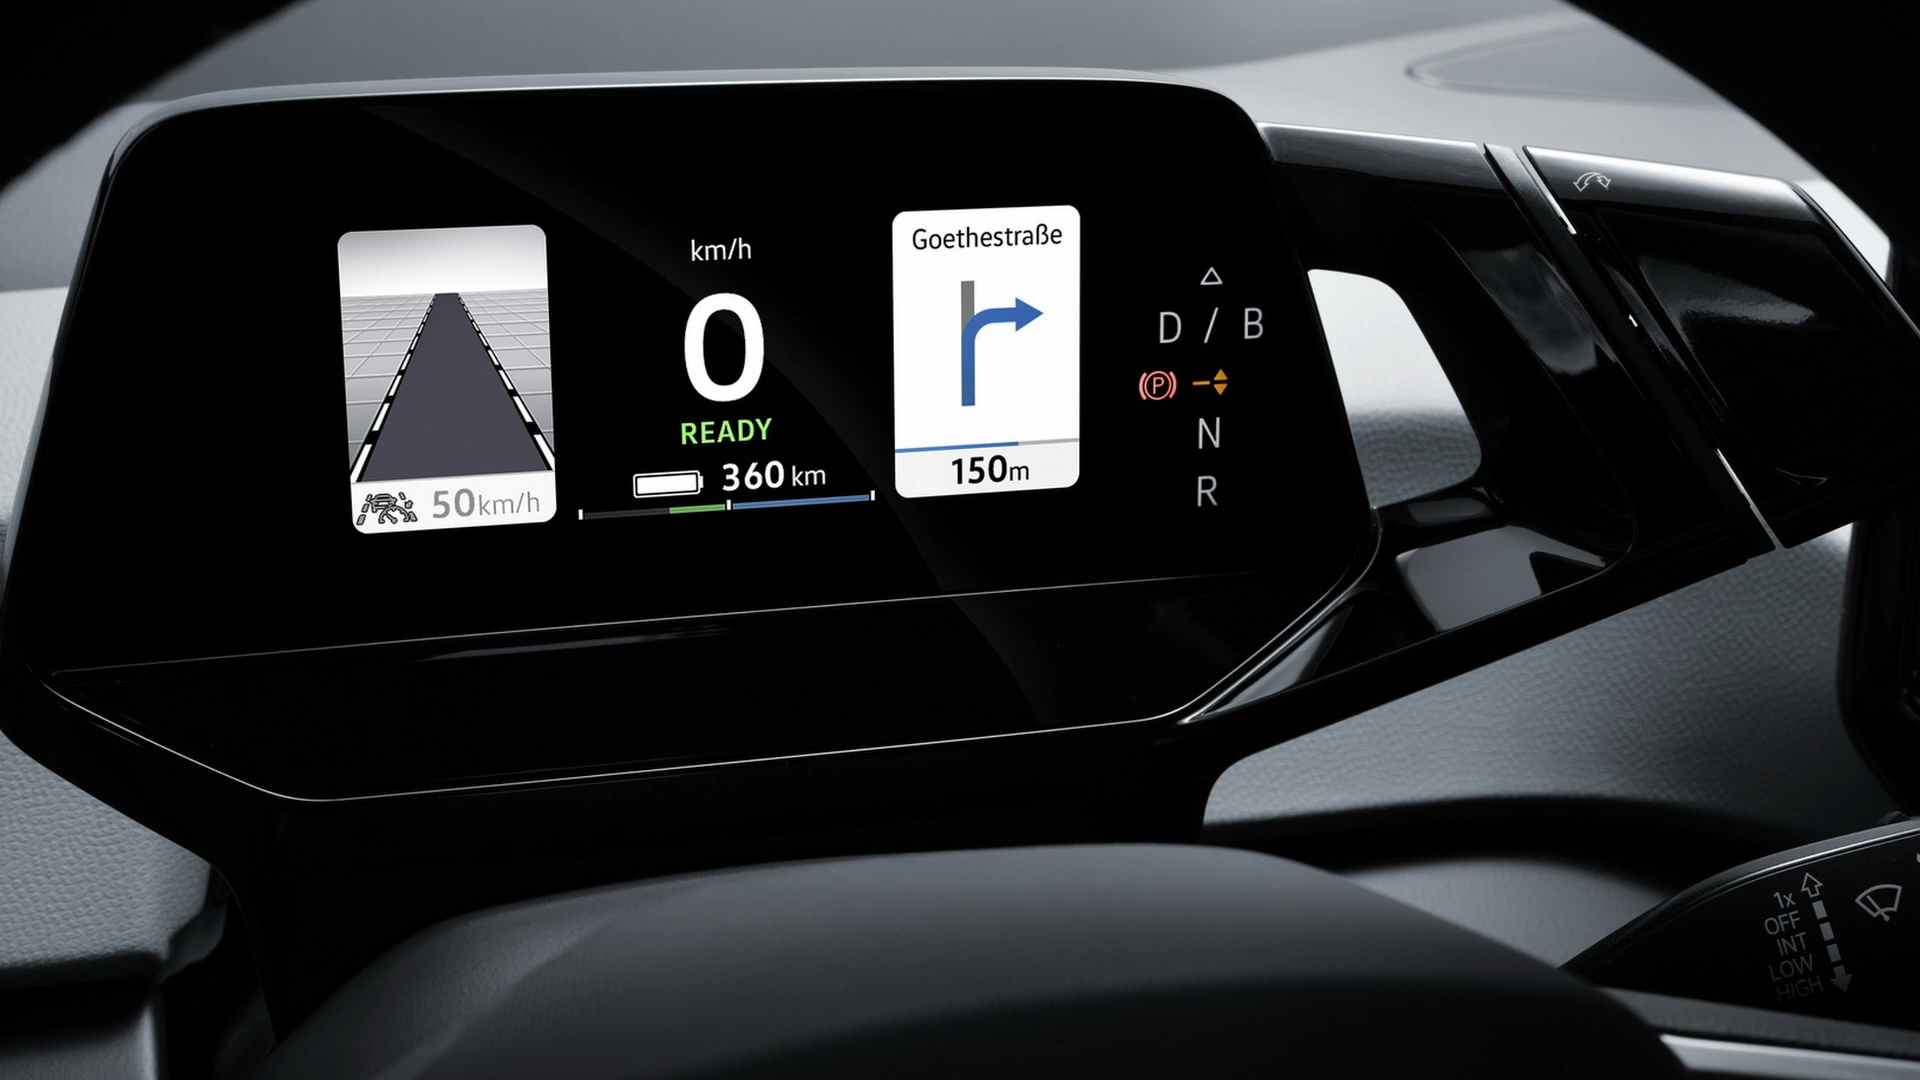 50km/h
km/h
0
READY
360 km
Goethestraße
150m
D / B
P
N
R
1x
OFF
INT
LOW
HIGH